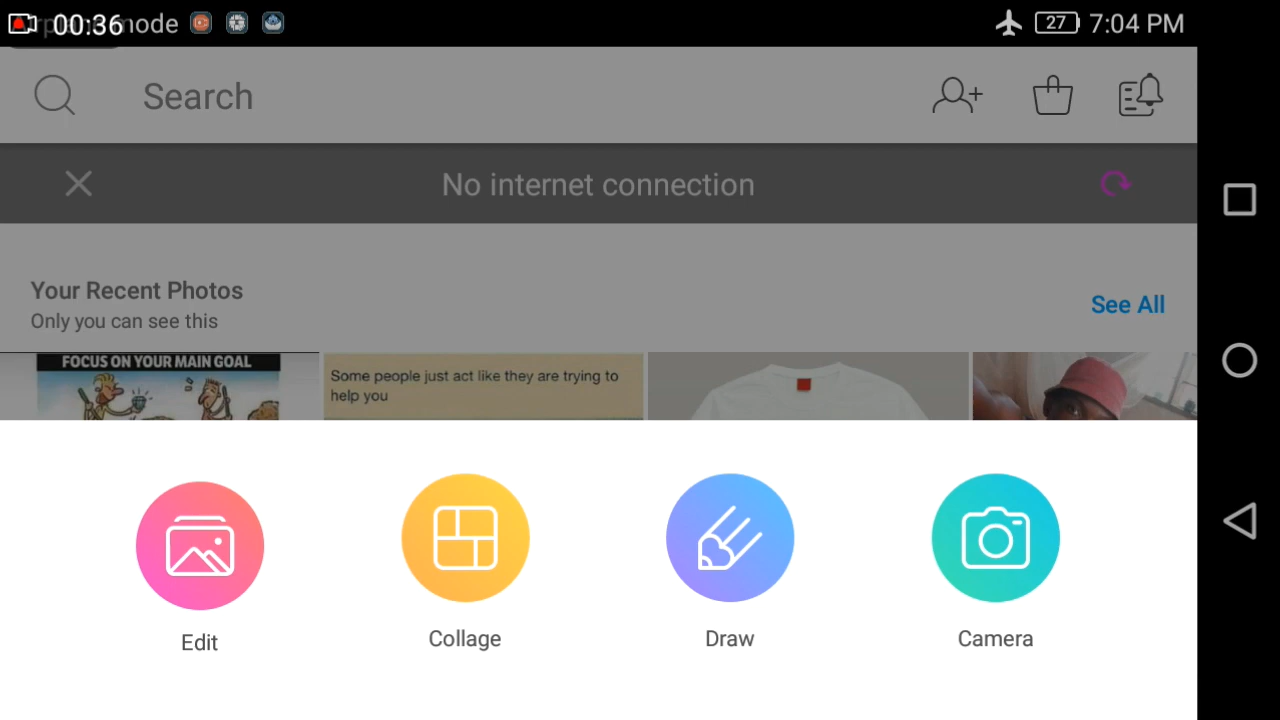 00:36 mode 27 7:04 PM
Search
No internet connection
Your Recent Photos
Only you can see this
See All
FOCUS ON YOUR MAIN GOAL
Some people just act like they are trying to
help you
Edit
Collage
Draw
Camera